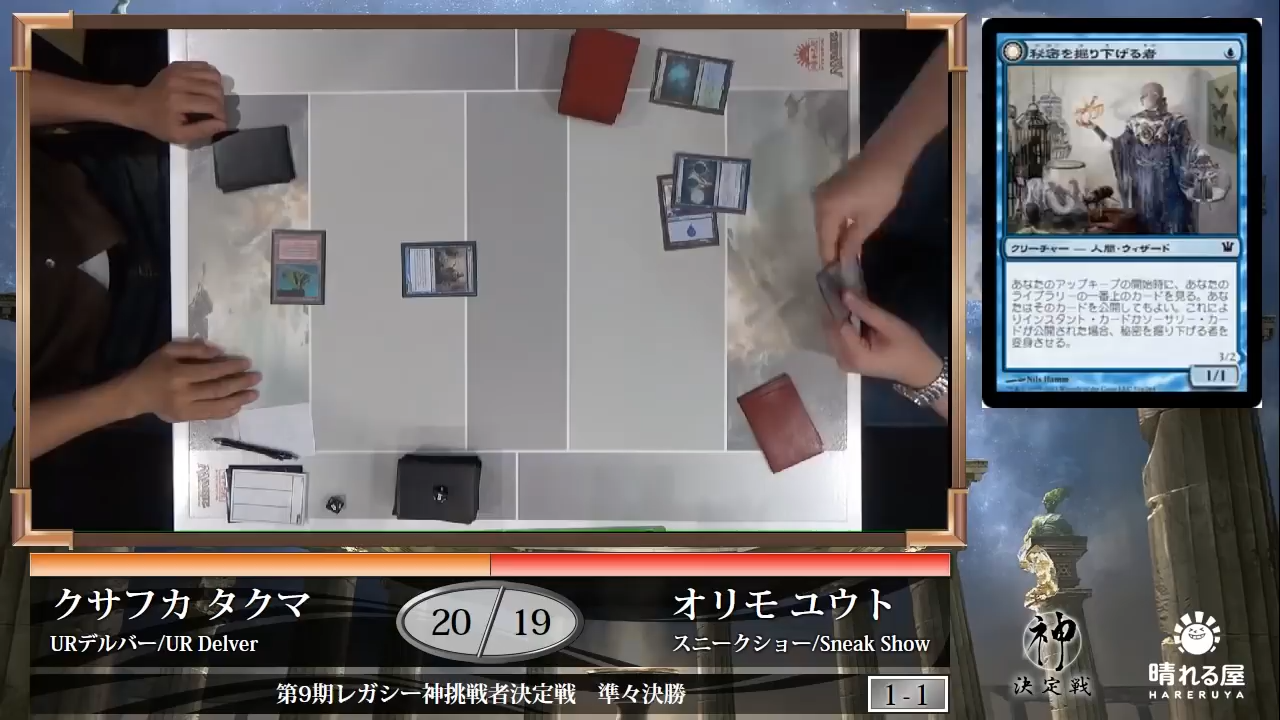 秘密を掘り下げる者
クリーチャー — 人間・ウィザード
あなたのアップキープの開始時に、あなたの
ライブラリーの一番上のカードを見る。あな
たはそのカードを公開してもよい。これによ
りインスタント・カードかソーサリー・カー
ドが公開された場合、秘密を掘り下げる者を
変身させる。
3/2
Nils Hamm
1/1
クサフカ タクマ
URデルバー/UR Delver
20 / 19
オリモ ユウト
スニークショー/Sneak Show
第9期レガシー神挑戦者決定戦 準々決勝
1 - 1
神
決定戦
晴れる屋
HARERUYA